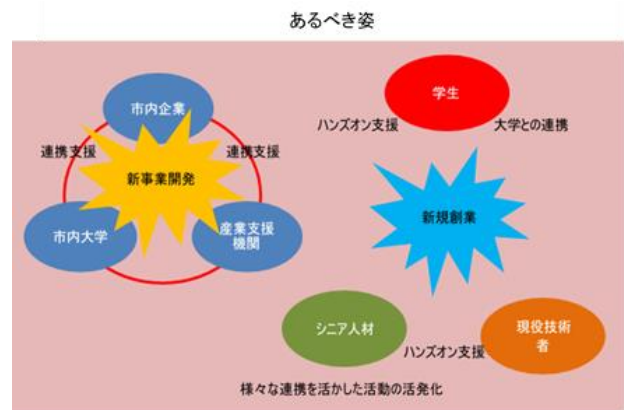 あるべき姿
市内企業
連携支援
連携支援
新事業開発
市内大学
産業支援
機関
学生
ハンズオン支援
大学との連携
新規創業
シニア人材
現役技術
者
ハンズオン支援
様々な連携を活かした活動の活発化